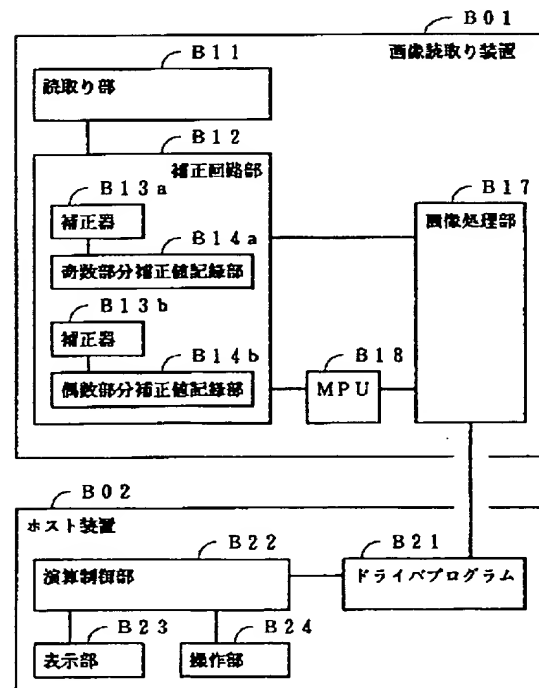 B01
画像読取り装置
B11
読取り部
B12
補正回路部
B13a
補正器
B14a
奇数部分補正値記録部
B13b
補正器
B14b
偶数部分補正値記録部
B17
画像処理部
B18
MPU
B02
ホスト装置
B22
演算制御部
B21
ドライバプログラム
B23
表示部
B24
操作部